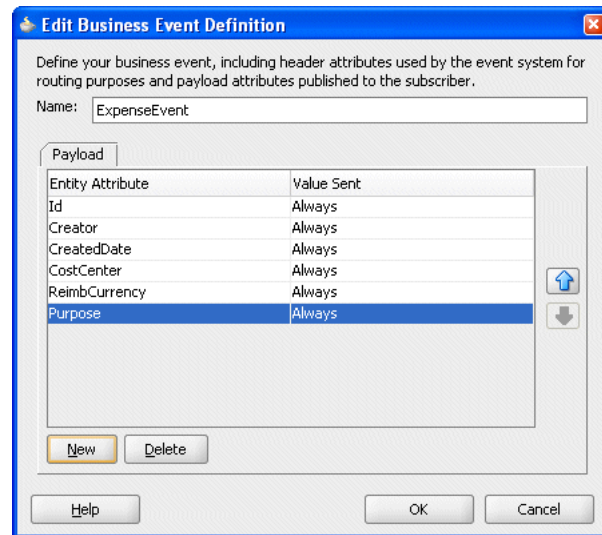 Edit Business Event Definition
Define your business event, including header attributes used by the event system for
routing purposes and payload attributes published to the subscriber.
Name: ExpenseEvent
Payload
Entity Attribute Value Sent
Id Always
Creator Always
CreatedDate Always
CostCenter Always
ReimbCurrency Always
Purpose Always
New Delete
Help OK Cancel